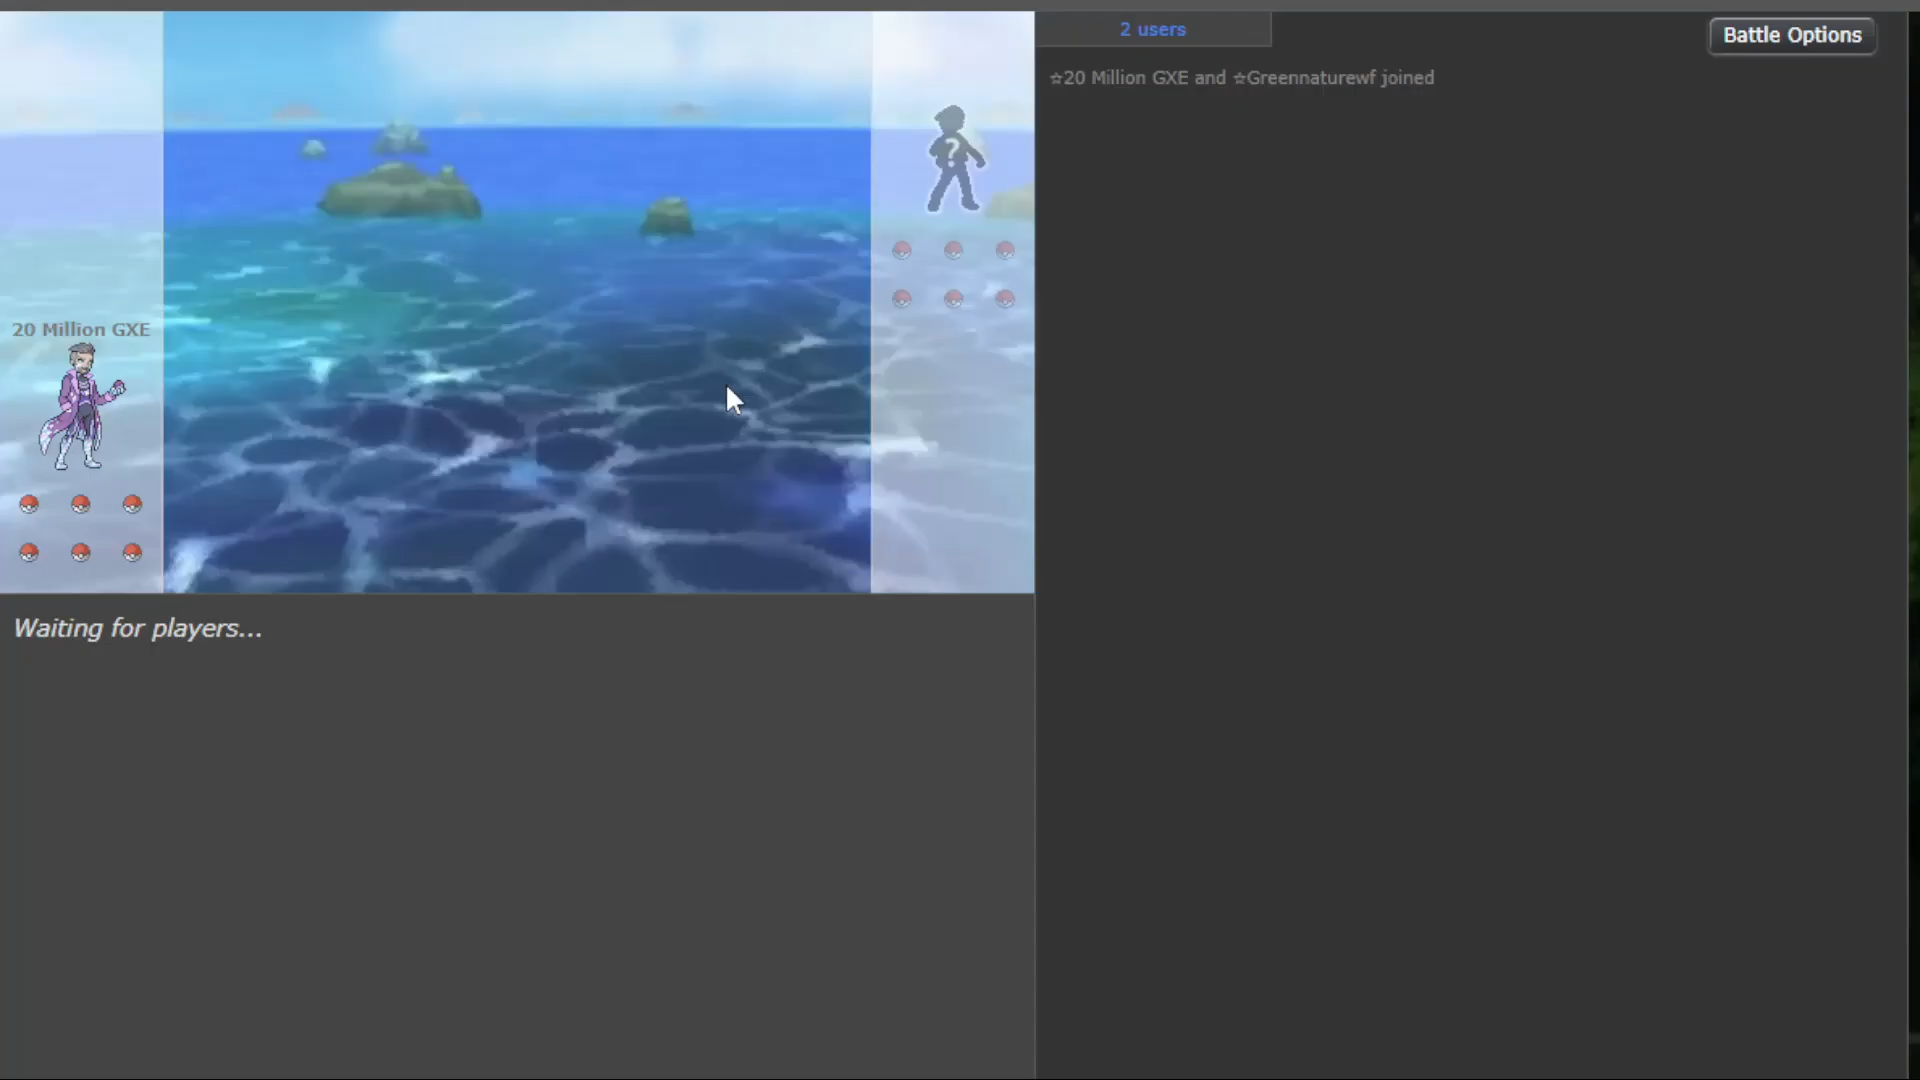 2 users
Battle Options
☆20 Million GXE and ☆Greennaturewf joined
?
20 Million GXE
Waiting for players...